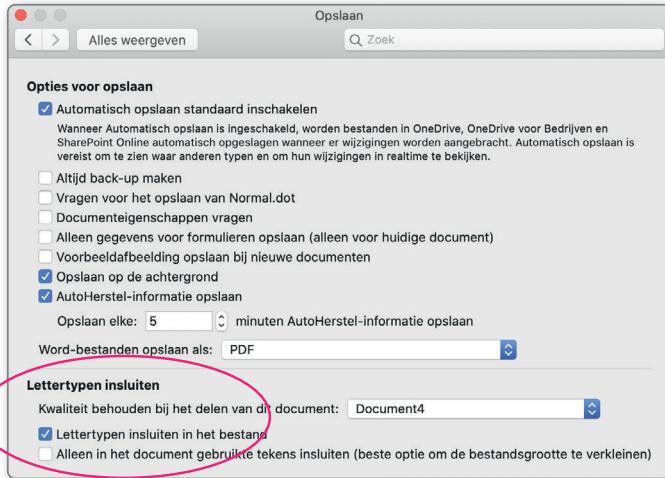 Opslaan
Alles weergeven
Zoek
Opties voor opslaan
Automatisch opslaan standaard inschakelen
Wanneer Automatisch opslaan is ingeschakeld, worden bestanden in OneDrive, OneDrive voor Bedrijven en
SharePoint Online automatisch opgeslagen wanneer er wijzigingen worden aangebracht. Automatisch opslaan is
vereist om te zien waar anderen typen en om hun wijzigingen in realtime te bekijken.
Altijd back-up maken
Vragen voor het opslaan van Normal.dot
Documenteigenschappen vragen
Alleen gegevens voor formulieren opslaan (alleen voor huidige document)
Voorbeeldafbeelding opslaan bij nieuwe documenten
Opslaan op de achtergrond
AutoHerstel-informatie opslaan
Opslaan elke: 5 minuten AutoHerstel-informatie opslaan
Word-bestanden opslaan als: PDF
Lettertypen insluiten
Kwaliteit behouden bij het delen van dit document: Document4
Lettertypen insluiten in het bestand
Alleen in het document gebruikte tekens insluiten (beste optie om de bestandsgrootte te verkleinen)